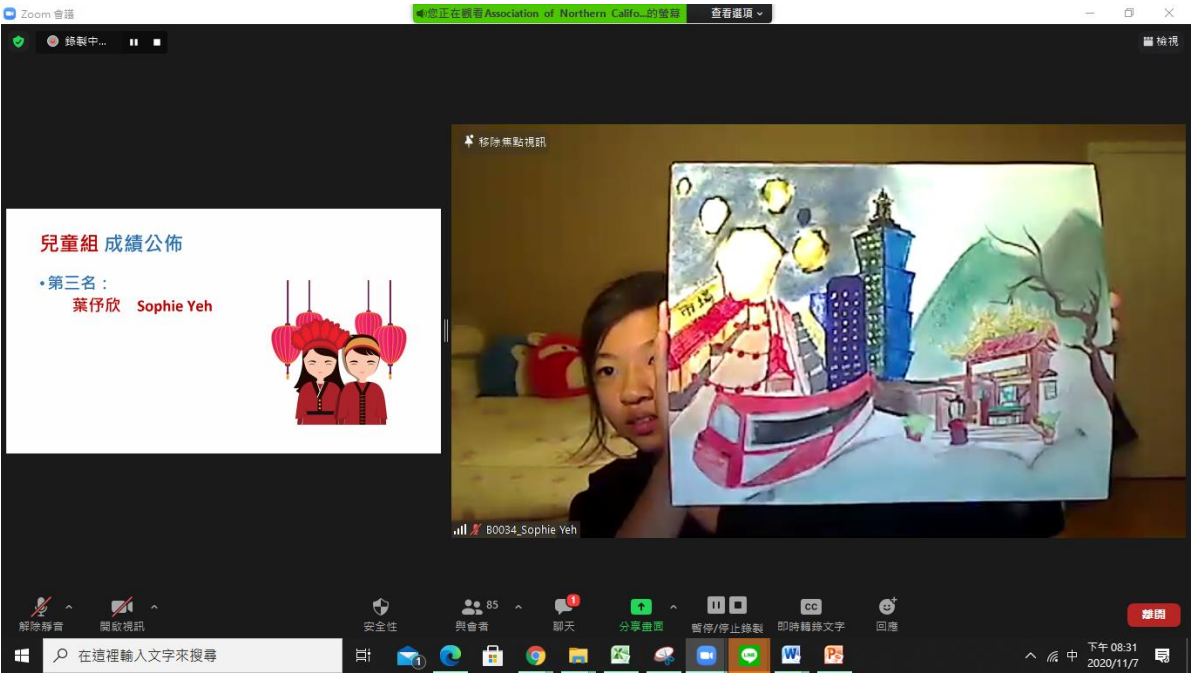 Zoom 會議
您正在觀看Association of Northern Califo...的螢幕
查看選項
錄製中...
檢視
移除焦點視訊
兒童組 成績公佈
•第三名：
葉伃欣 Sophie Yeh
B0034_Sophie Yeh
解除靜音
開啟視訊
安全性
85
與會者
1
聊天
分享畫面
暫停/停止錄製
CC
即時轉錄文字
回應
離開
在這裡輸入文字來搜尋
1
LINE
中
下午 08:31
2020/11/7